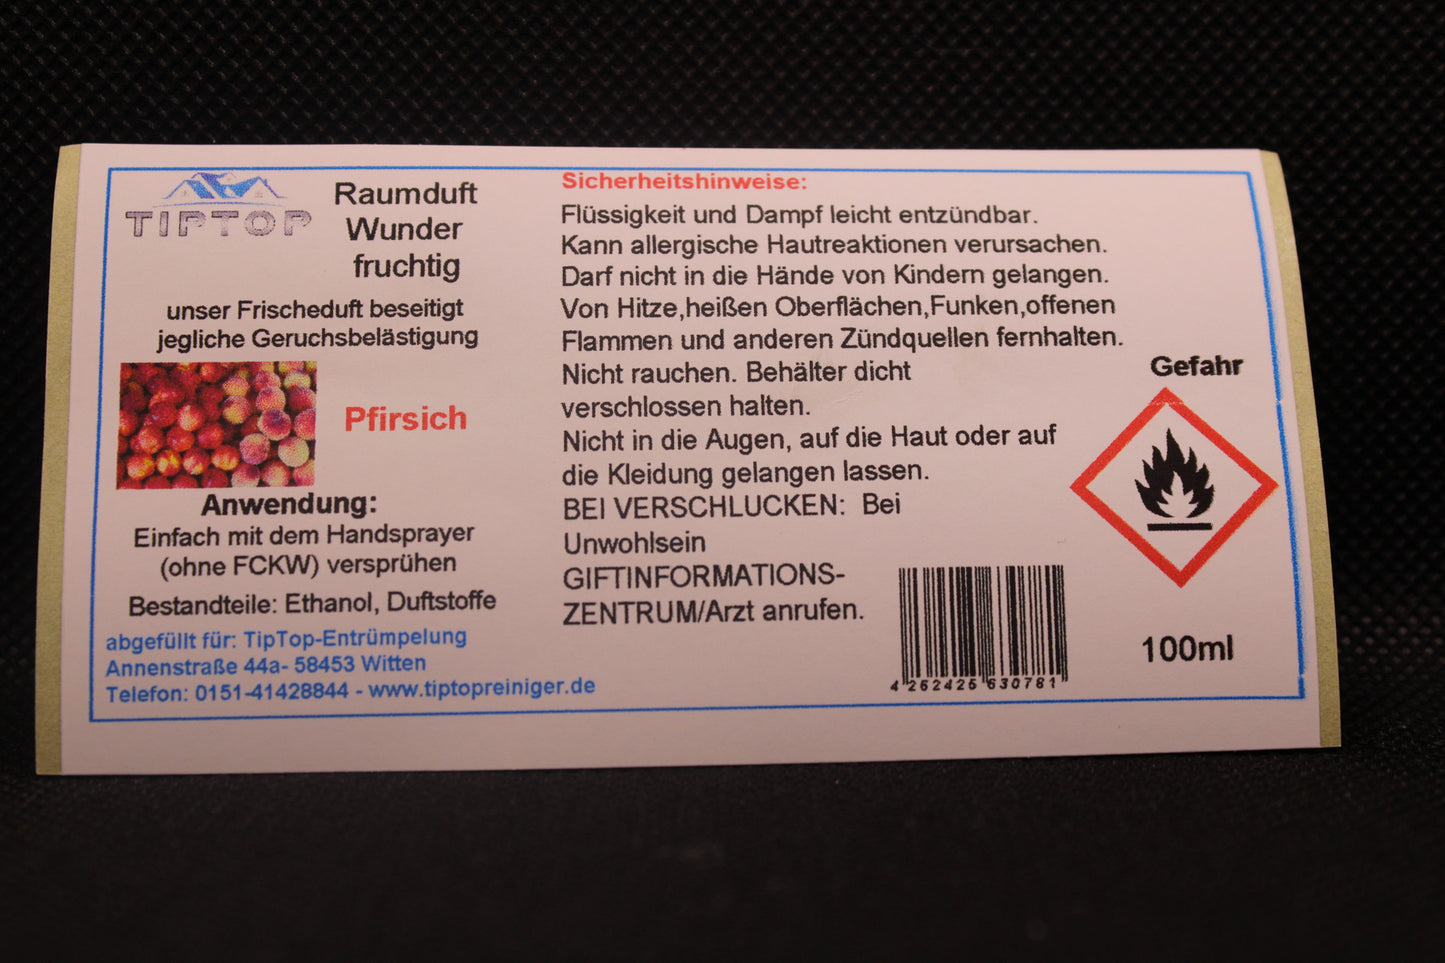 TIPTOP
Raumduft
Wunder
fruchtig
unser Frischeduft beseitigt
jegliche Geruchsbelästigung
Pfirsich
Anwendung:
Einfach mit dem Handsprayer
(ohne FCKW) versprühen
Bestandteile: Ethanol, Duftstoffe
abgefüllt für: TipTop-Entrümpelung
Annenstraße 44a- 58453 Witten
Telefon: 0151-41428844 - www.tiptopreiniger.de
Sicherheitshinweise:
Flüssigkeit und Dampf leicht entzündbar.
Kann allergische Hautreaktionen verursachen.
Darf nicht in die Hände von Kindern gelangen.
Von Hitze,heißen Oberflächen,Funken,offenen
Flammen und anderen Zündquellen fernhalten.
Nicht rauchen. Behälter dicht
verschlossen halten.
Nicht in die Augen, auf die Haut oder auf
die Kleidung gelangen lassen.
BEI VERSCHLUCKEN: Bei
Unwohlsein
GIFTINFORMATIONS-
ZENTRUM/Arzt anrufen.
4 262426 630781
Gefahr
100ml